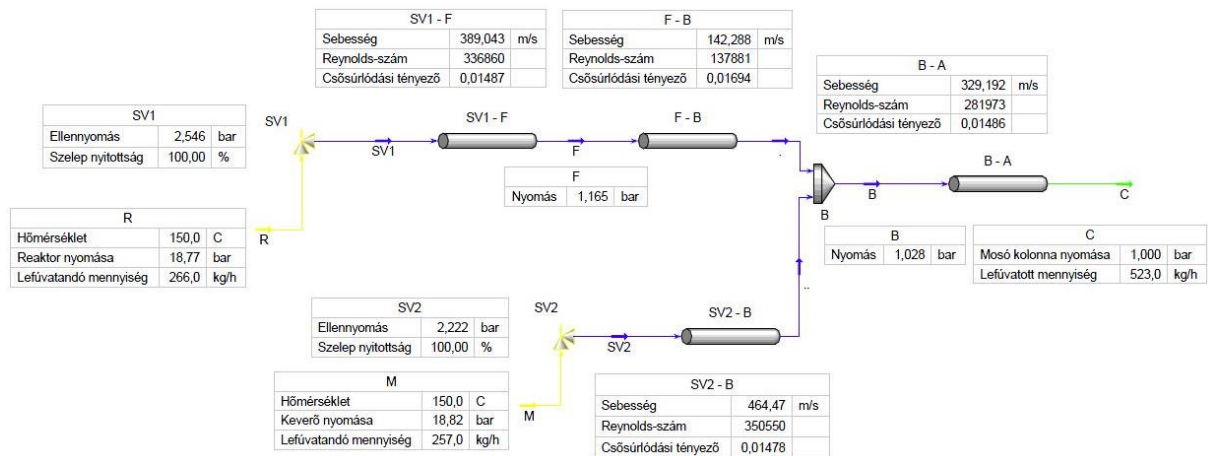 SV1 - F
Sebesség 389,043 m/s
Reynolds-szám 336860
Csősúrlódási tényező 0,01487
F - B
Sebesség 142,288 m/s
Reynolds-szám 137881
Csősúrlódási tényező 0,01694
B - A
Sebesség 329,192 m/s
Reynolds-szám 281973
Csősúrlódási tényező 0,01486
SV1
Ellennyomás 2,546 bar
Szelep nyitottság 100,00 %
SV1
SV1
SV1 - F
F
F - B
.
B
B
B - A
C
F
Nyomás 1,165 bar
R
Hőmérséklet 150,0 C
Reaktor nyomása 18,77 bar
Lefúvatandó mennyiség 266,0 kg/h
R
B
Nyomás 1,028 bar
C
Mosó kolonna nyomása 1,000 bar
Lefúvatott mennyiség 523,0 kg/h
SV2
Ellennyomás 2,222 bar
Szelep nyitottság 100,00 %
SV2
SV2
SV2 - B
..
M
Hőmérséklet 150,0 C
Keverő nyomása 18,82 bar
Lefúvatandó mennyiség 257,0 kg/h
M
SV2 - B
Sebesség 464,47 m/s
Reynolds-szám 350550
Csősúrlódási tényező 0,01478